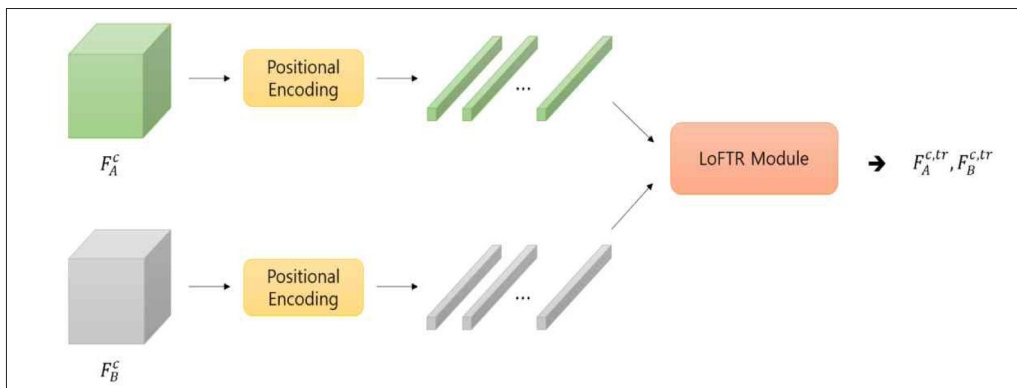 Positional
Encoding
...
F_A^c
LoFTR Module
➔
F_A^{c,tr}, F_B^{c,tr}
Positional
Encoding
...
F_B^c